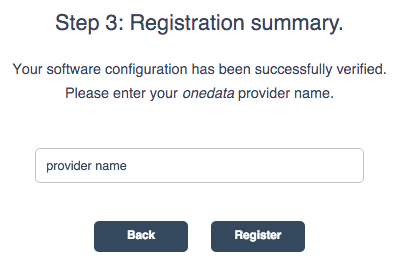 Step 3: Registration summary.
Your software configuration has been successfully verified.
Please enter your onedata provider name.
provider name
Back Register